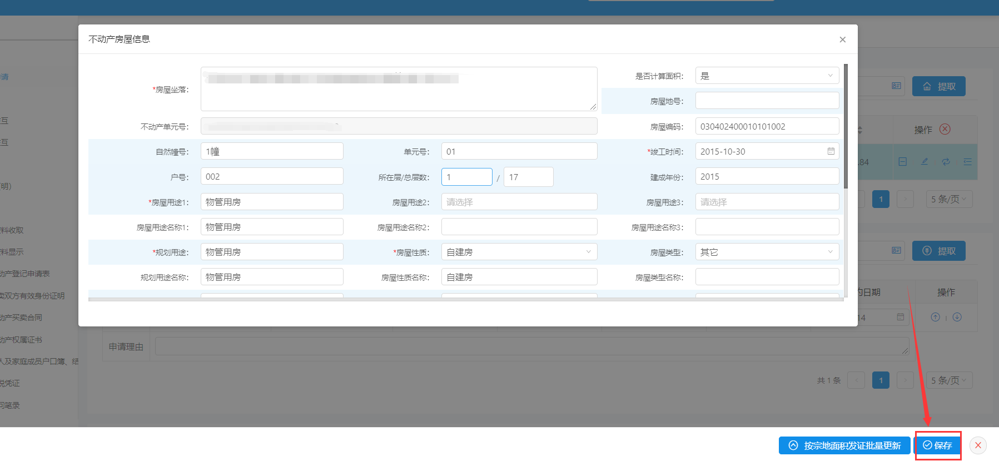 不动产房屋信息
*房屋坐落：
是否计算面积： 是
房屋地号：
不动产单元号：
房屋编码： 030402400010101002
自然幢号： 1幢 单元号： 01 *竣工时间： 2015-10-30
户号： 002 所在层/总层数： 1 / 17 建成年份： 2015
*房屋用途1： 物管用房 房屋用途2： 请选择 房屋用途3： 请选择
房屋用途名称1： 物管用房 房屋用途名称2： 房屋用途名称3：
*规划用途： 物管用房 *房屋性质： 自建房 房屋类型： 其它
规划用途名称： 物管用房 房屋性质名称： 自建房 房屋类型名称：
请
互
互
明)
料收取
料显示
动产登记申请表
卖双方有效身份证明
动产买卖合同
动产权属证书
人及家庭成员户口簿、结
税凭证
问笔录
提取
操作
.84
1 5 条/页
提取
约日期 操作
14
申请理由
共 1 条 1 5 条/页
按宗地面积发证批量更新 保存